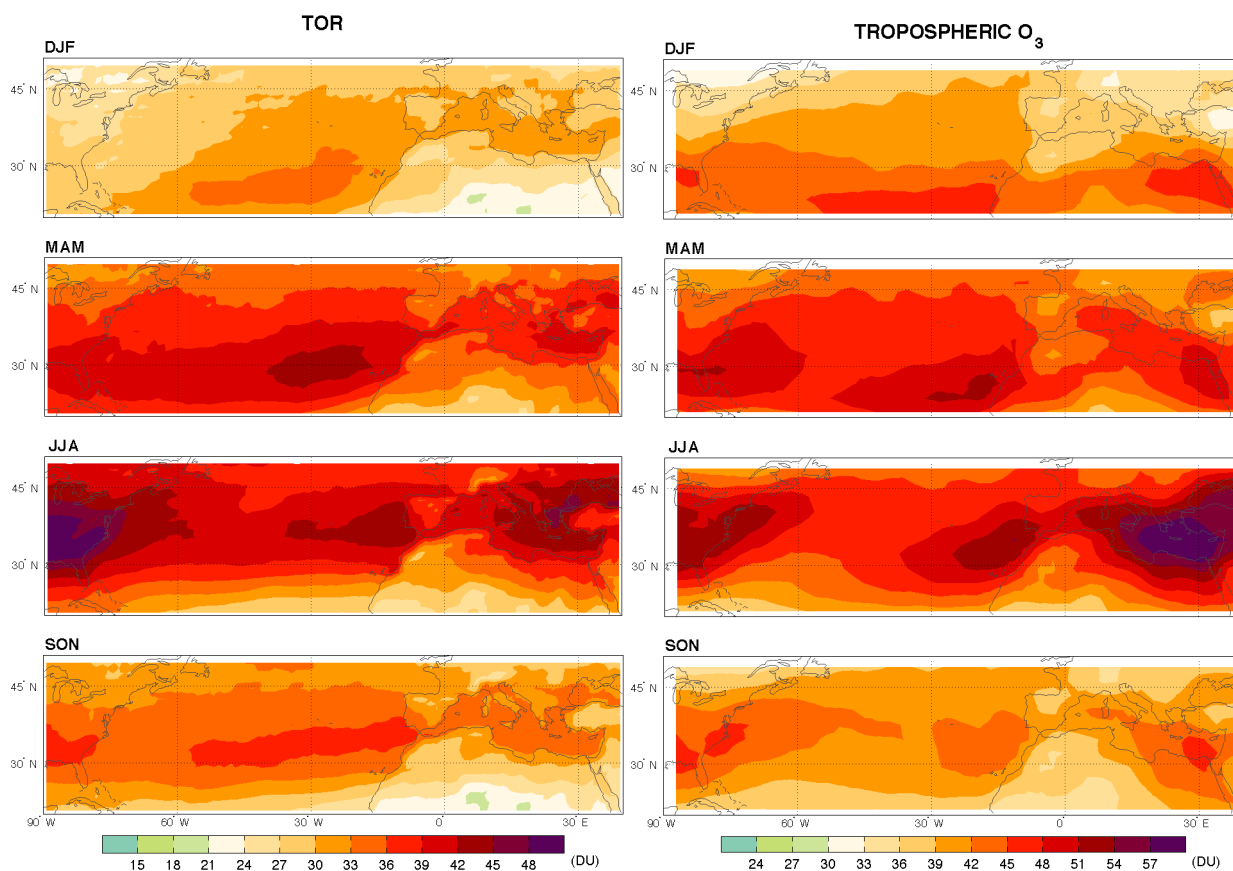 TOR
TROPOSPHERIC O3
DJF
DJF
45° N
30° N
45° N
30° N
MAM
MAM
45° N
30° N
45° N
30° N
JJA
JJA
45° N
30° N
45° N
30° N
SON
SON
45° N
30° N
45° N
30° N
90° W 60° W 30° W 0° 30° E
60° W 30° W 0° 30° E
15 18 21 24 27 30 33 36 39 42 45 48 (DU)
24 27 30 33 36 39 42 45 48 51 54 57 (DU)